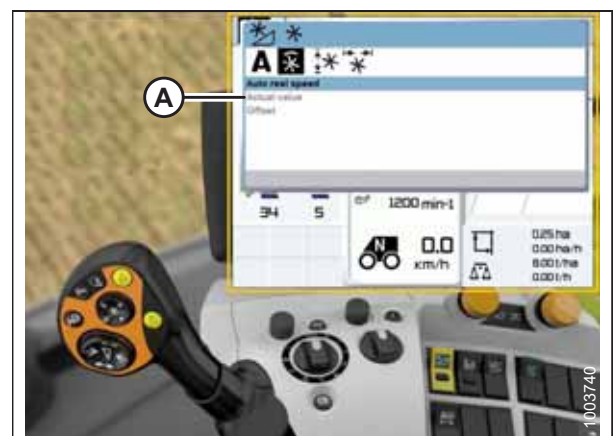 A
Auto reel speed
Actual value
Offset
A
34
5
1200 min-1
N
0.0
km/h
0.25 ha
0.00 ha/h
8.00 l/ha
0.00 l/h
1003740